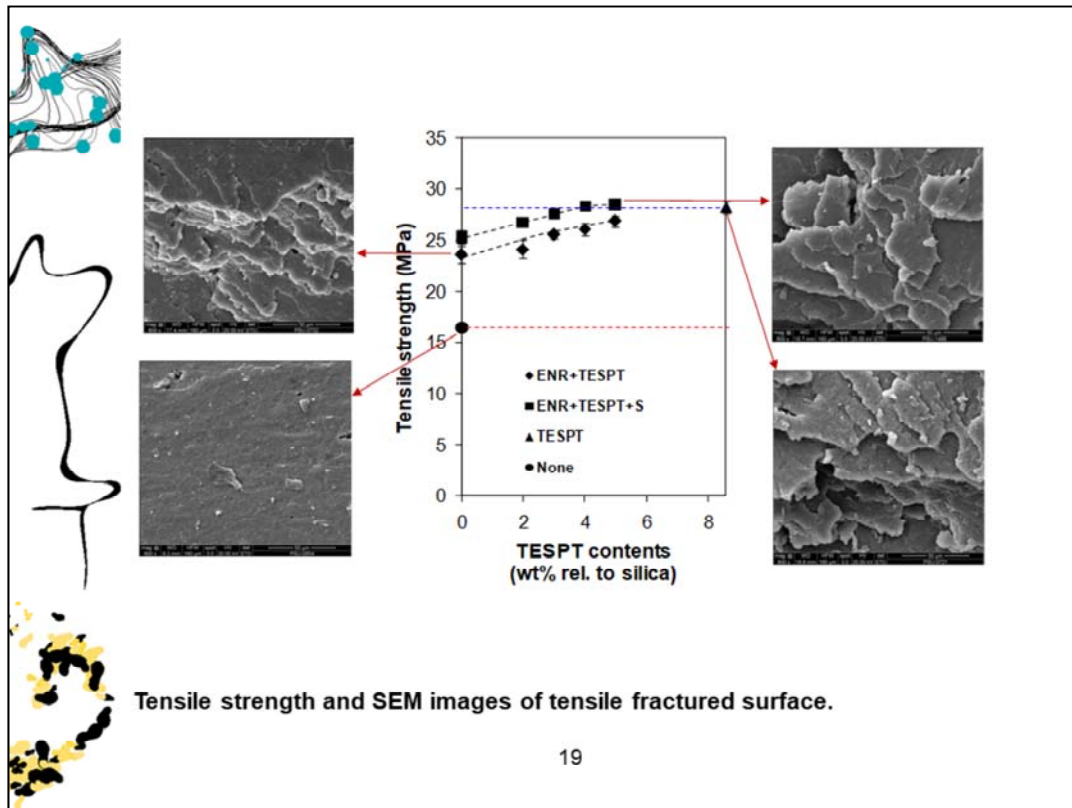 35
30
25
20
15
10
5
0
Tensile strength (MPa)
ENR+TESPT
ENR+TESPT+S
TESPT
None
0 2 4 6 8
TESPT contents
(wt% rel. to silica)
Tensile strength and SEM images of tensile fractured surface.
19